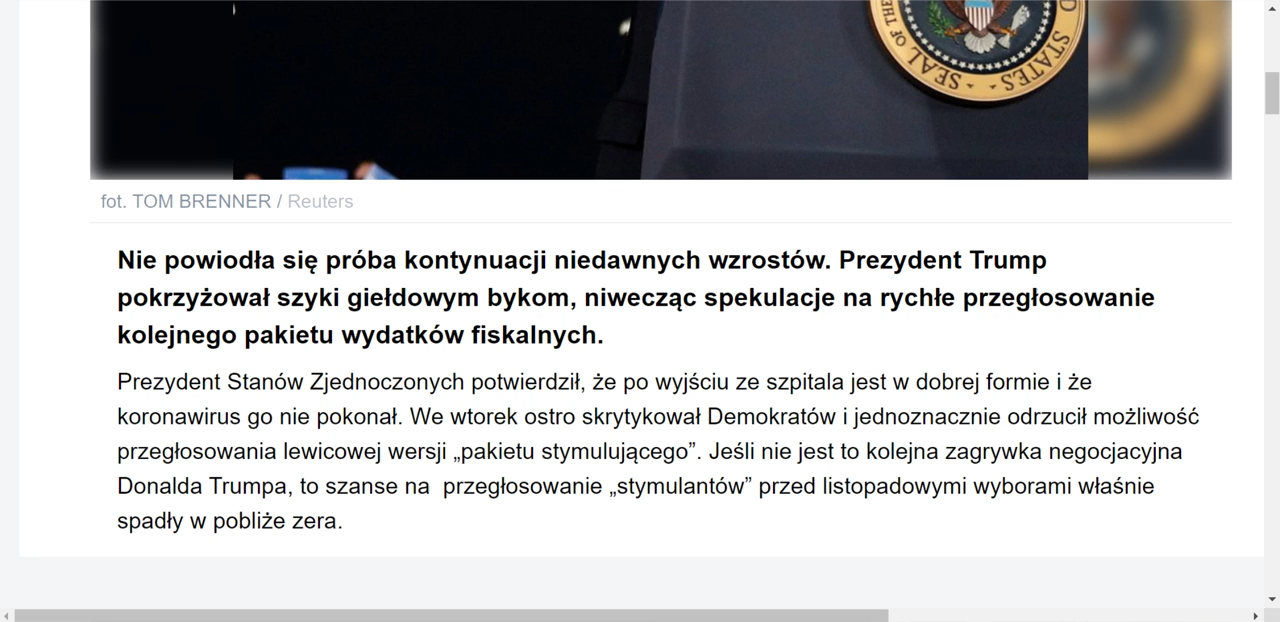 SEAL OF THE
STATES
fot. TOM BRENNER / Reuters
Nie powiodła się próba kontynuacji niedawnych wzrostów. Prezydent Trump
pokrzyżował szyki giełdowym bykom, niwecząc spekulacje na rychłe przegłosowanie
kolejnego pakietu wydatków fiskalnych.
Prezydent Stanów Zjednoczonych potwierdził, że po wyjściu ze szpitala jest w dobrej formie i że
koronawirus go nie pokonał. We wtorek ostro skrytykował Demokratów i jednoznacznie odrzucił możliwość
przegłosowania lewicowej wersji „pakietu stymulującego”. Jeśli nie jest to kolejna zagrywka negocjacyjna
Donalda Trumpa, to szanse na  przegłosowanie „stymulantów” przed listopadowymi wyborami właśnie
spadły w pobliże zera.